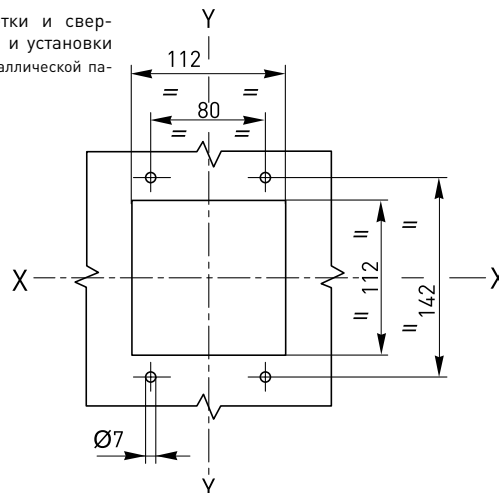 тки и свер-
и установки
аллической па-
Y
112
=
=
80
=
=
X
X
=
=
112
142
=
=
Ø7
Y